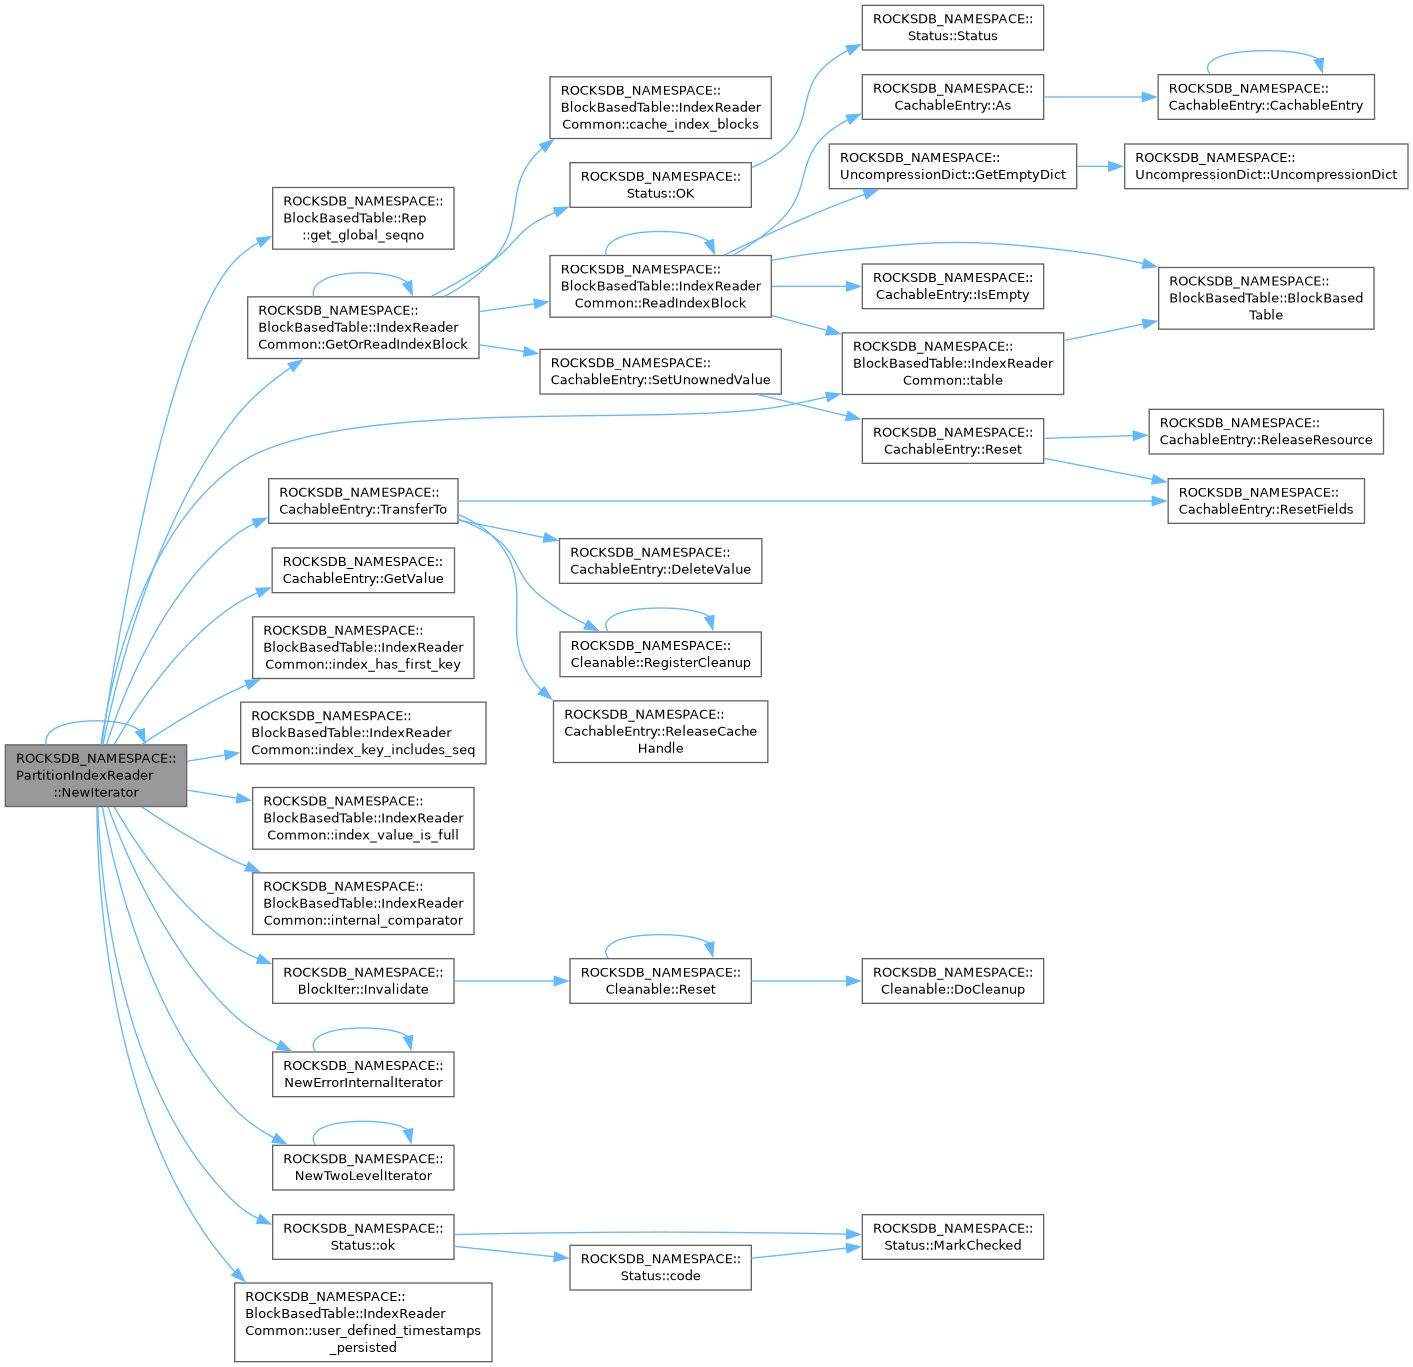 ROCKSDB_NAMESPACE::
PartitionIndexReader
::NewIterator
ROCKSDB_NAMESPACE::
BlockBasedTable::Rep
::get_global_seqno
ROCKSDB_NAMESPACE::
BlockBasedTable::IndexReader
Common::GetOrReadIndexBlock
ROCKSDB_NAMESPACE::
BlockBasedTable::IndexReader
Common::cache_index_blocks
ROCKSDB_NAMESPACE::
Status::OK
ROCKSDB_NAMESPACE::
Status::Status
ROCKSDB_NAMESPACE::
BlockBasedTable::IndexReader
Common::ReadIndexBlock
ROCKSDB_NAMESPACE::
CachableEntry::As
ROCKSDB_NAMESPACE::
CachableEntry::CachableEntry
ROCKSDB_NAMESPACE::
UncompressionDict::GetEmptyDict
ROCKSDB_NAMESPACE::
UncompressionDict::UncompressionDict
ROCKSDB_NAMESPACE::
CachableEntry::IsEmpty
ROCKSDB_NAMESPACE::
BlockBasedTable::BlockBased
Table
ROCKSDB_NAMESPACE::
BlockBasedTable::IndexReader
Common::table
ROCKSDB_NAMESPACE::
CachableEntry::SetUnownedValue
ROCKSDB_NAMESPACE::
CachableEntry::Reset
ROCKSDB_NAMESPACE::
CachableEntry::ReleaseResource
ROCKSDB_NAMESPACE::
CachableEntry::ResetFields
ROCKSDB_NAMESPACE::
CachableEntry::TransferTo
ROCKSDB_NAMESPACE::
CachableEntry::DeleteValue
ROCKSDB_NAMESPACE::
Cleanable::RegisterCleanup
ROCKSDB_NAMESPACE::
CachableEntry::ReleaseCache
Handle
ROCKSDB_NAMESPACE::
CachableEntry::GetValue
ROCKSDB_NAMESPACE::
BlockBasedTable::IndexReader
Common::index_has_first_key
ROCKSDB_NAMESPACE::
BlockBasedTable::IndexReader
Common::index_key_includes_seq
ROCKSDB_NAMESPACE::
BlockBasedTable::IndexReader
Common::index_value_is_full
ROCKSDB_NAMESPACE::
BlockBasedTable::IndexReader
Common::internal_comparator
ROCKSDB_NAMESPACE::
BlockIter::Invalidate
ROCKSDB_NAMESPACE::
Cleanable::Reset
ROCKSDB_NAMESPACE::
Cleanable::DoCleanup
ROCKSDB_NAMESPACE::
NewErrorInternalIterator
ROCKSDB_NAMESPACE::
NewTwoLevelIterator
ROCKSDB_NAMESPACE::
Status::ok
ROCKSDB_NAMESPACE::
Status::code
ROCKSDB_NAMESPACE::
Status::MarkChecked
ROCKSDB_NAMESPACE::
BlockBasedTable::IndexReader
Common::user_defined_timestamps
_persisted